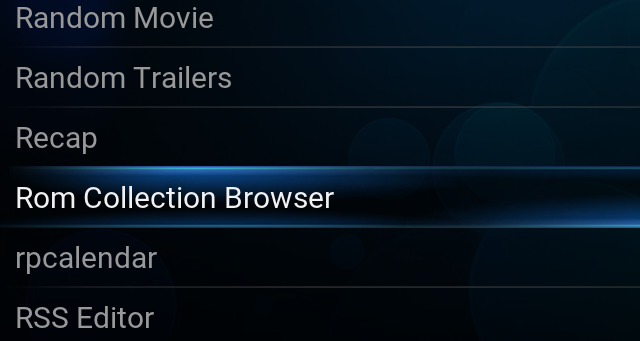 Random Movie
Random Trailers
Recap
Rom Collection Browser
rpcalendar
RSS Editor